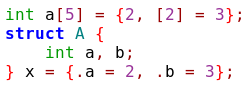 int a[5] = {2, [2] = 3};
struct A {
    int a, b;
} x = {.a = 2, .b = 3};